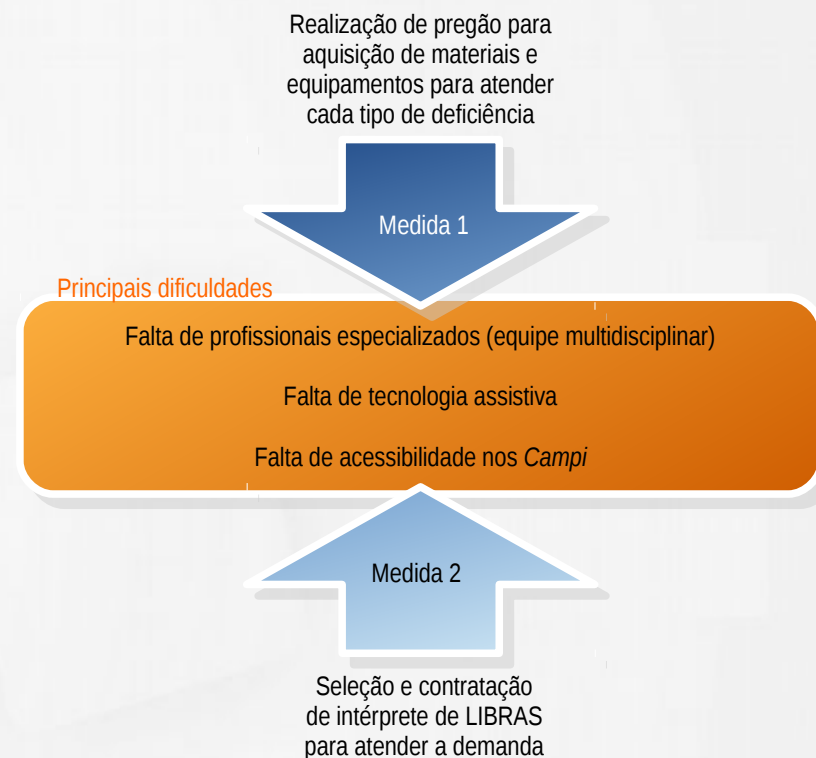 Realização de pregão para
aquisição de materiais e
equipamentos para atender
cada tipo de deficiência
Medida 1
Principais dificuldades
Falta de profissionais especializados (equipe multidisciplinar)
Falta de tecnologia assistiva
Falta de acessibilidade nos Campi
Medida 2
Seleção e contratação
de intérprete de LIBRAS
para atender a demanda